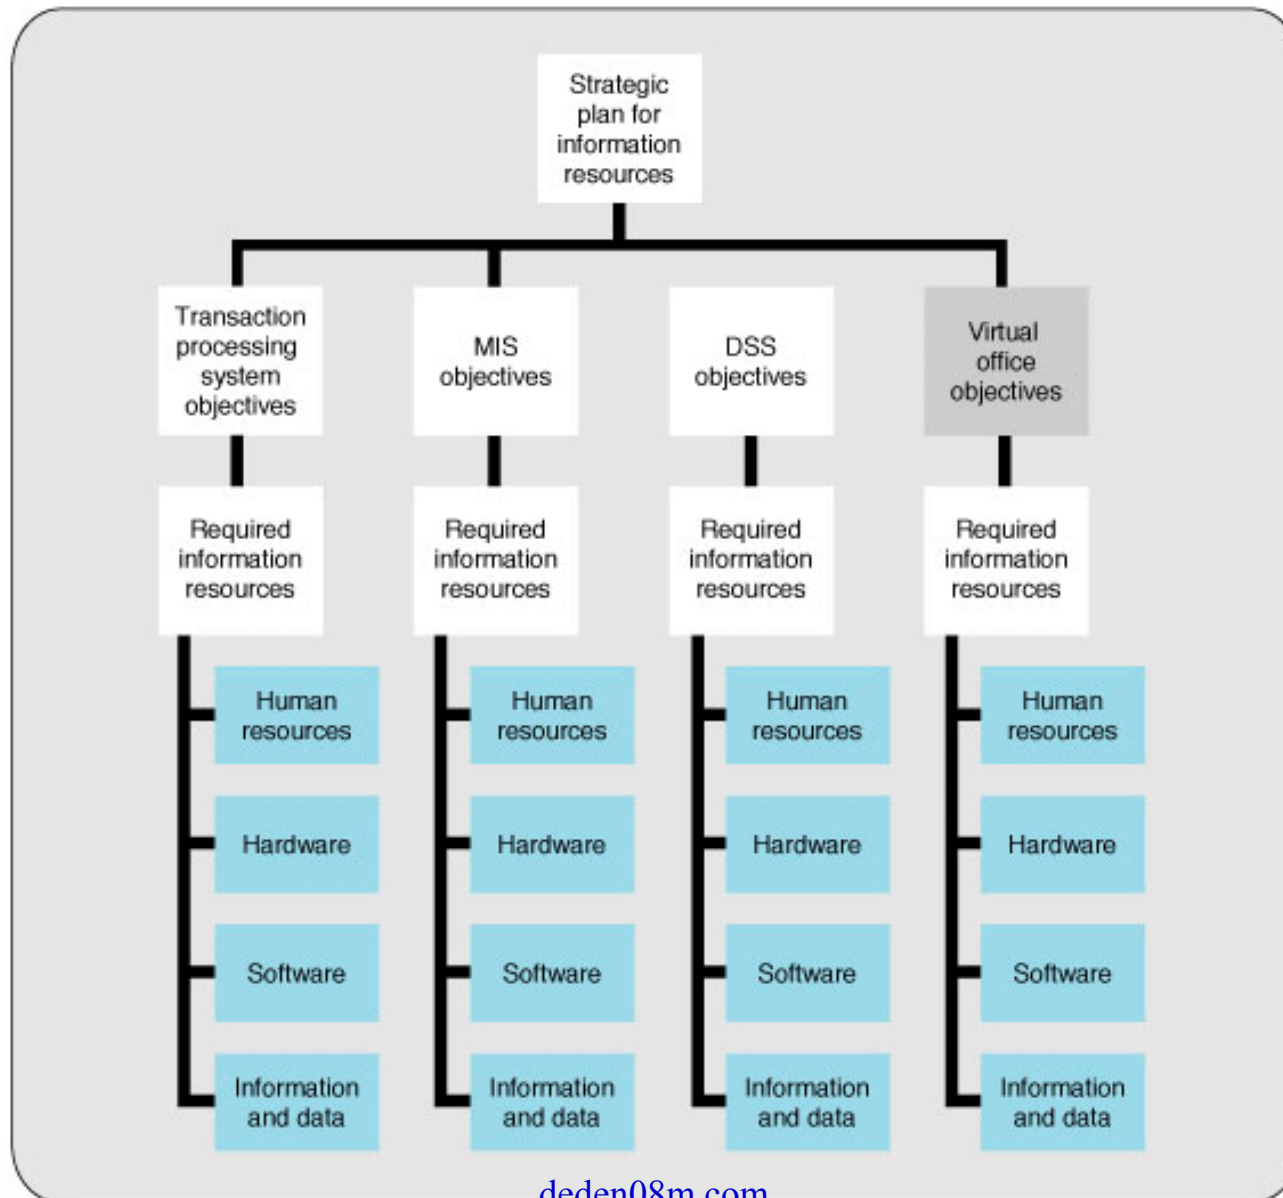 Strategic
plan for
information
resources
Transaction
processing
system
objectives
MIS
objectives
DSS
objectives
Virtual
office
objectives
Required
information
resources
Required
information
resources
Required
information
resources
Required
information
resources
Human
resources
Human
resources
Human
resources
Human
resources
Hardware
Hardware
Hardware
Hardware
Software
Software
Software
Software
Information
and data
Information
and data
Information
and data
Information
and data
deden08m.com